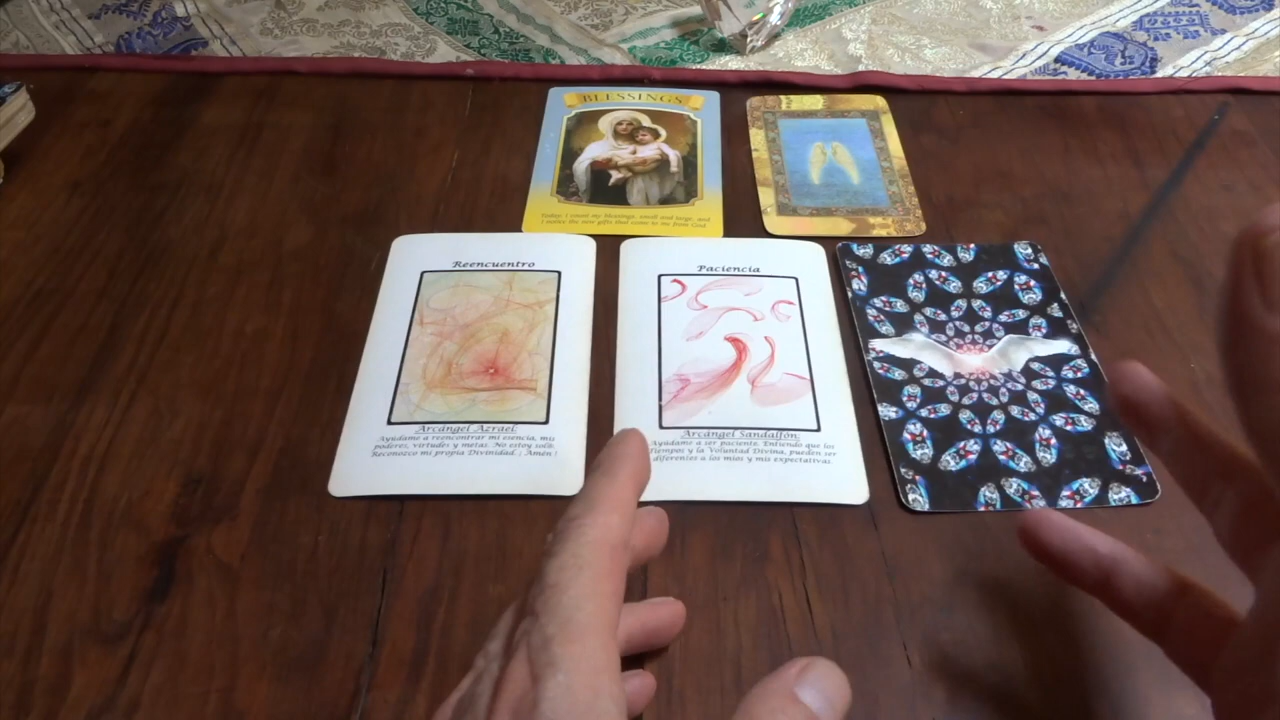 BLESSINGS
Today, I count my blessings, small and large, and
I notice the new gifts that come to me from God.
Reencuentro
Arcángel Azrael:
Ayúdame a reencontrar mi esencia, mis
poderes, virtudes y metas. No estoy solo.
Reconozco mi propia Divinidad. ¡ Amén !
Paciencia
Arcángel Sandalfón:
Ayúdame a ser paciente. Entiendo que los
Tiempos y la Voluntad Divina, pueden ser
diferentes a los míos y mis expectativas.